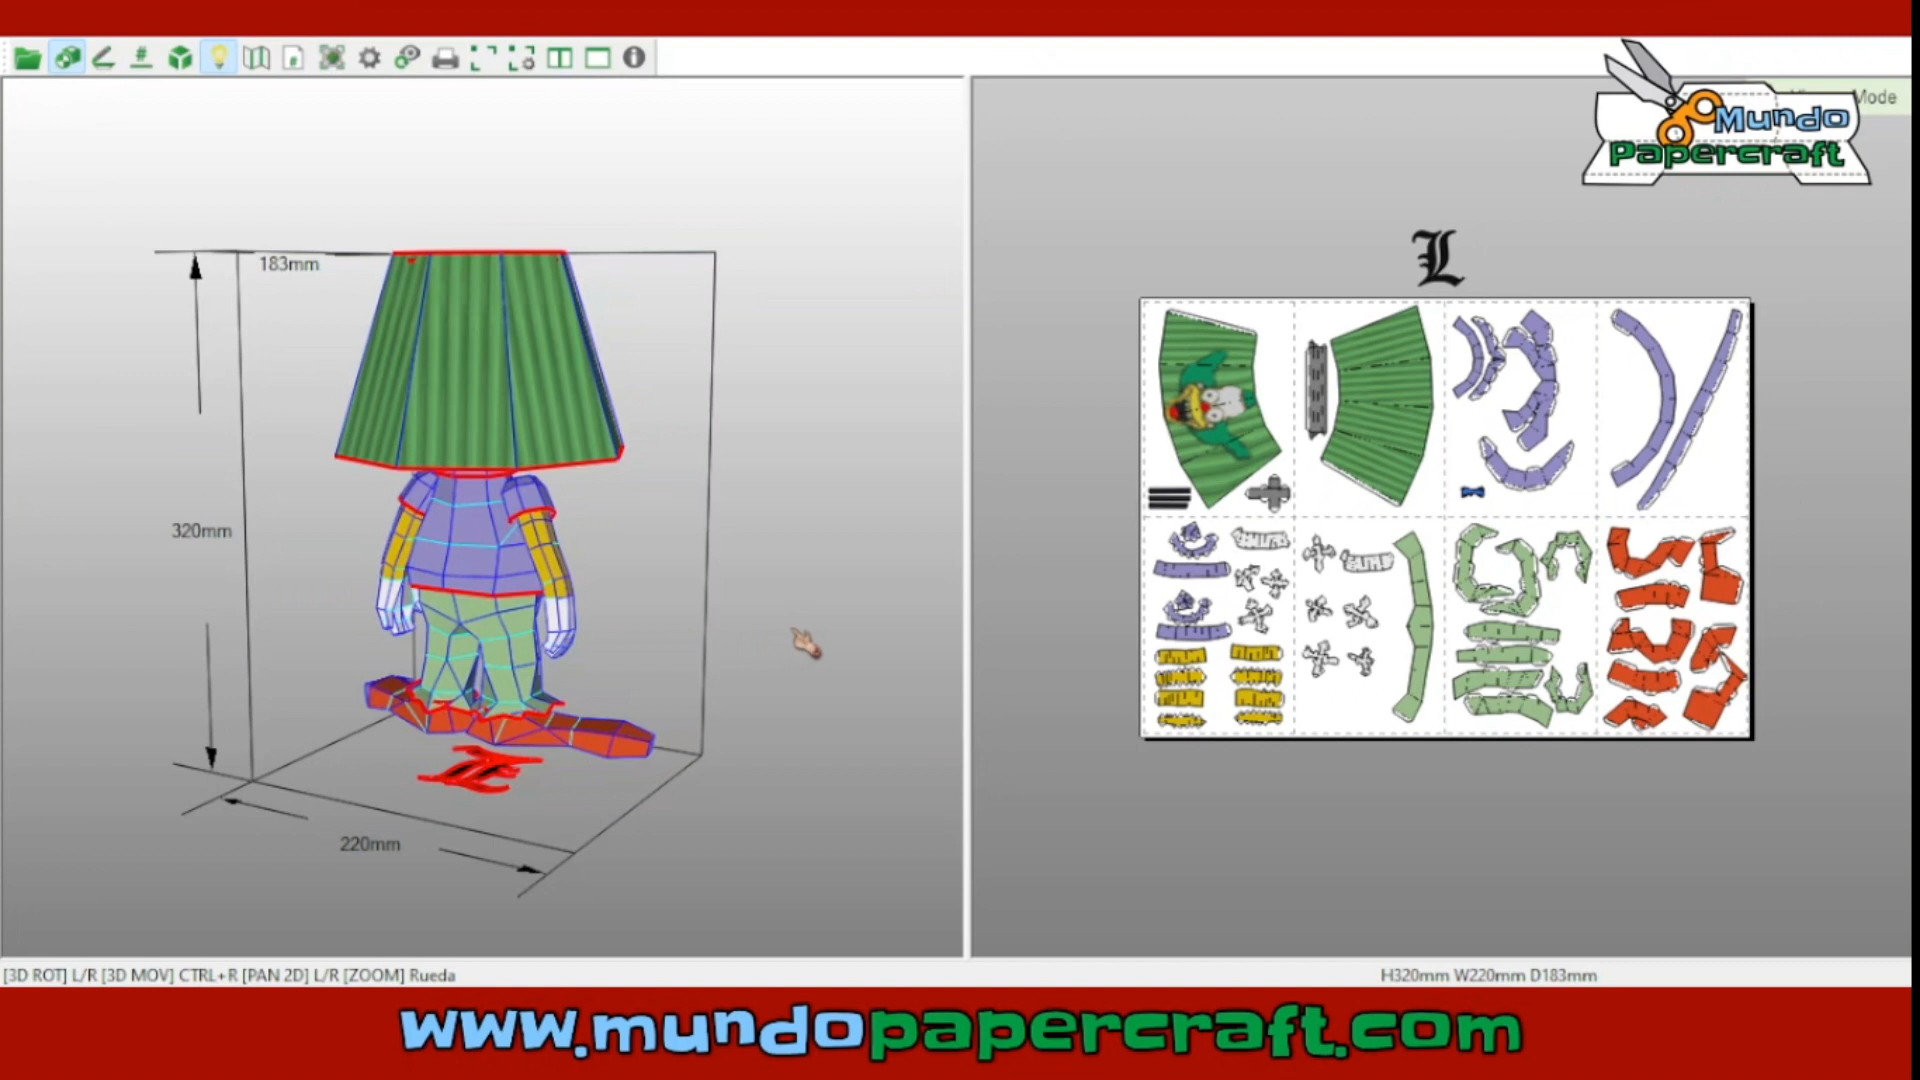 Mode
Mundo
Papercraft
183mm
L
320mm
220mm
[3D ROT] L/R [3D MOV] CTRL+R [PAN 2D] L/R [ZOOM] Rueda
H320mm W220mm D183mm
www.mundopapercraft.com